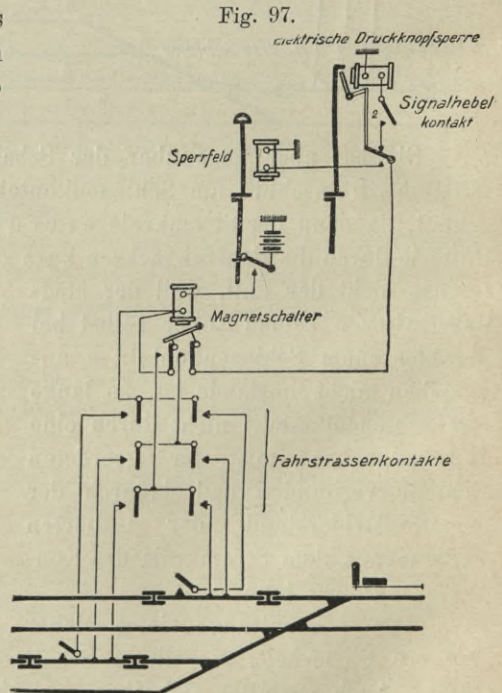 Fig. 97.
elektrische Druckknopfsperre
Signalhebel
kontakt
2
Sperrfeld
Magnetschalter
Fahrstrassenkontakte